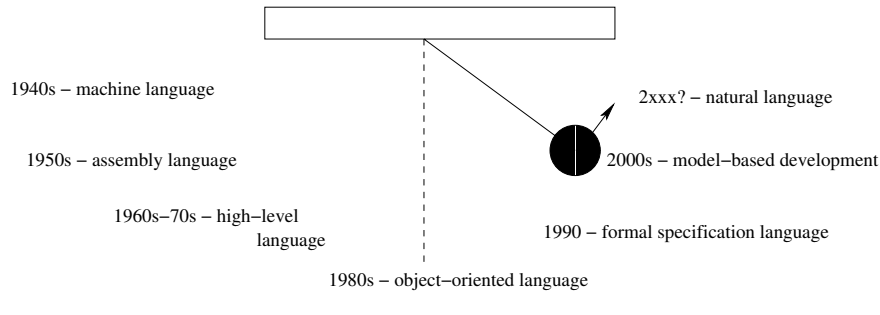 1940s − machine language
2xxx? − natural language
1950s − assembly language
2000s − model−based development
1960s−70s − high−level
language
1990 − formal specification language
1980s − object−oriented language